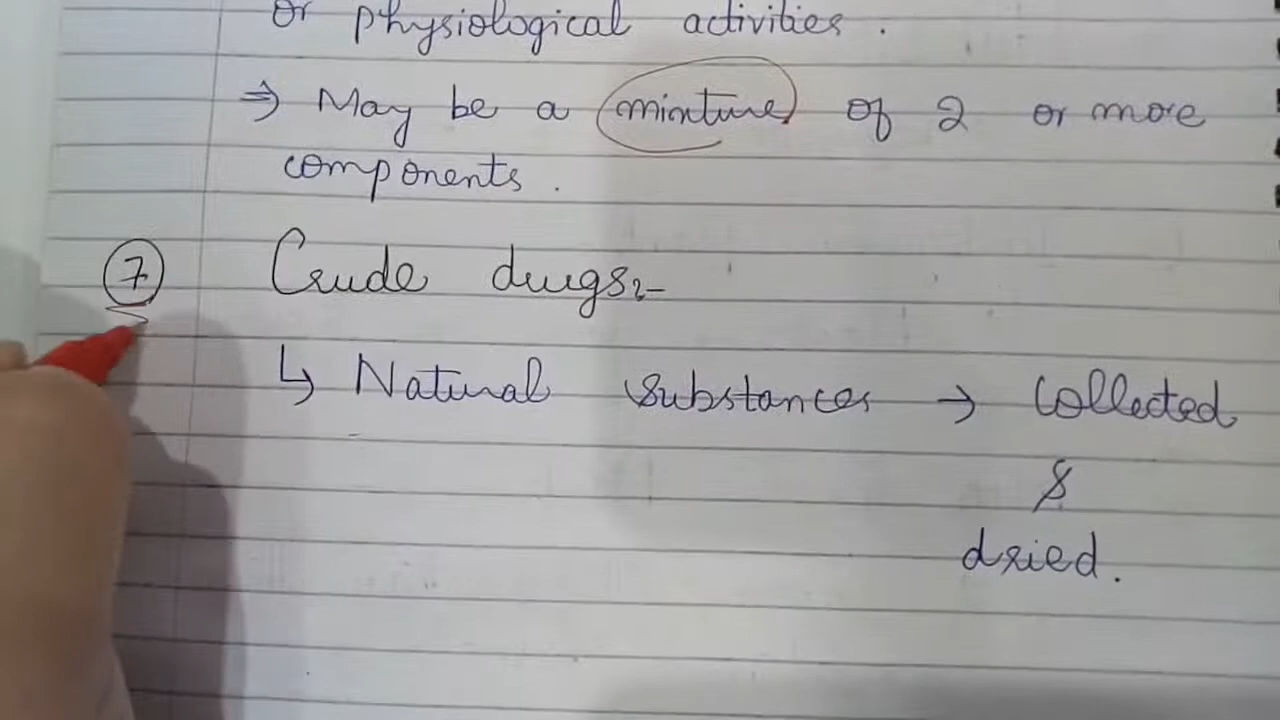 or physiological activities .
⇒ May be a mixture of 2 or more
components .
7 Crude drugs :-
↳ Natural substances → Collected
&
dried .